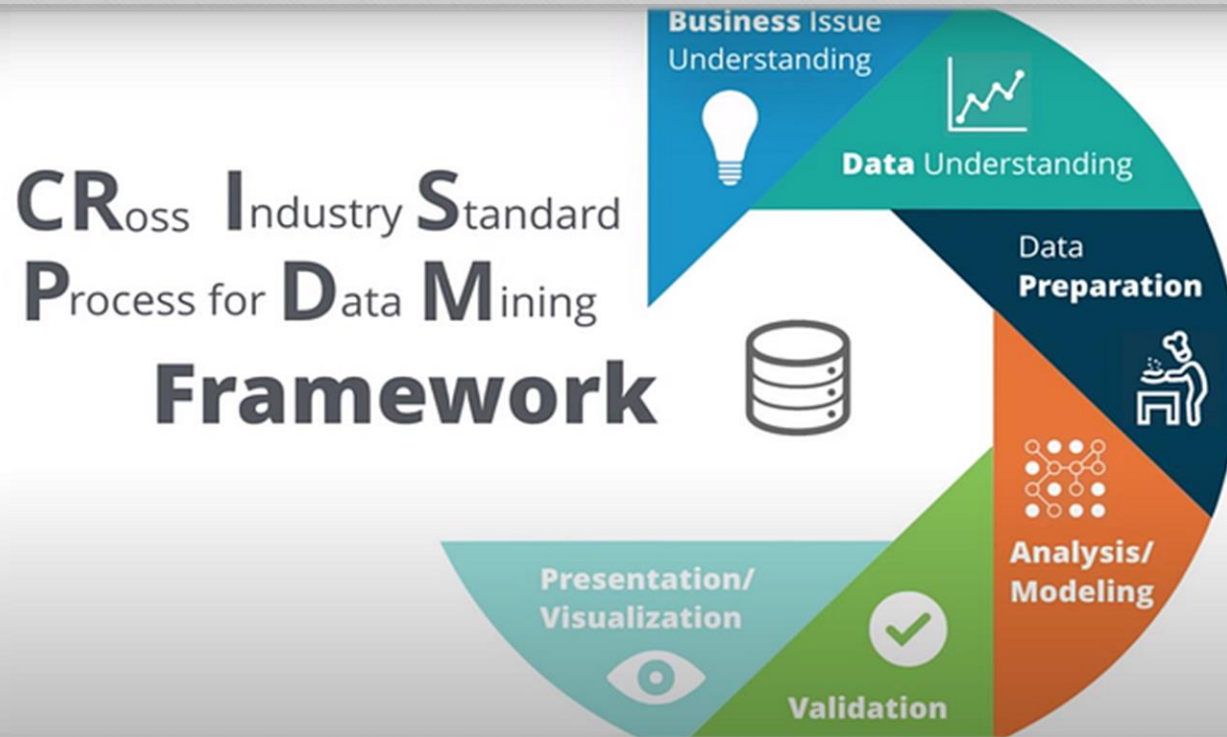 CRoss Industry Standard
Process for Data Mining
Framework
Business Issue
Understanding
Data Understanding
Data
Preparation
Analysis/
Modeling
Validation
Presentation/
Visualization